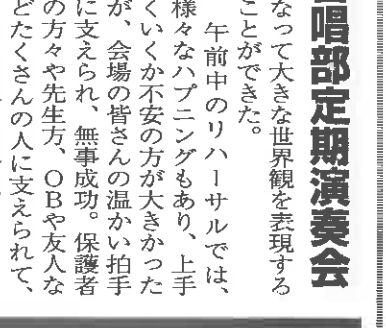 唱部定期演奏会
なって大きな世界観を表現する
ことができた。
午前中のリハーサルでは、
様々なハプニングもあり、上手
くいくか不安の方が大きかった
が、会場の皆さんの温かい拍手
に支えられ、無事成功。保護者
の方々や先生方、OBや友人な
どたくさんの人に支えられて、